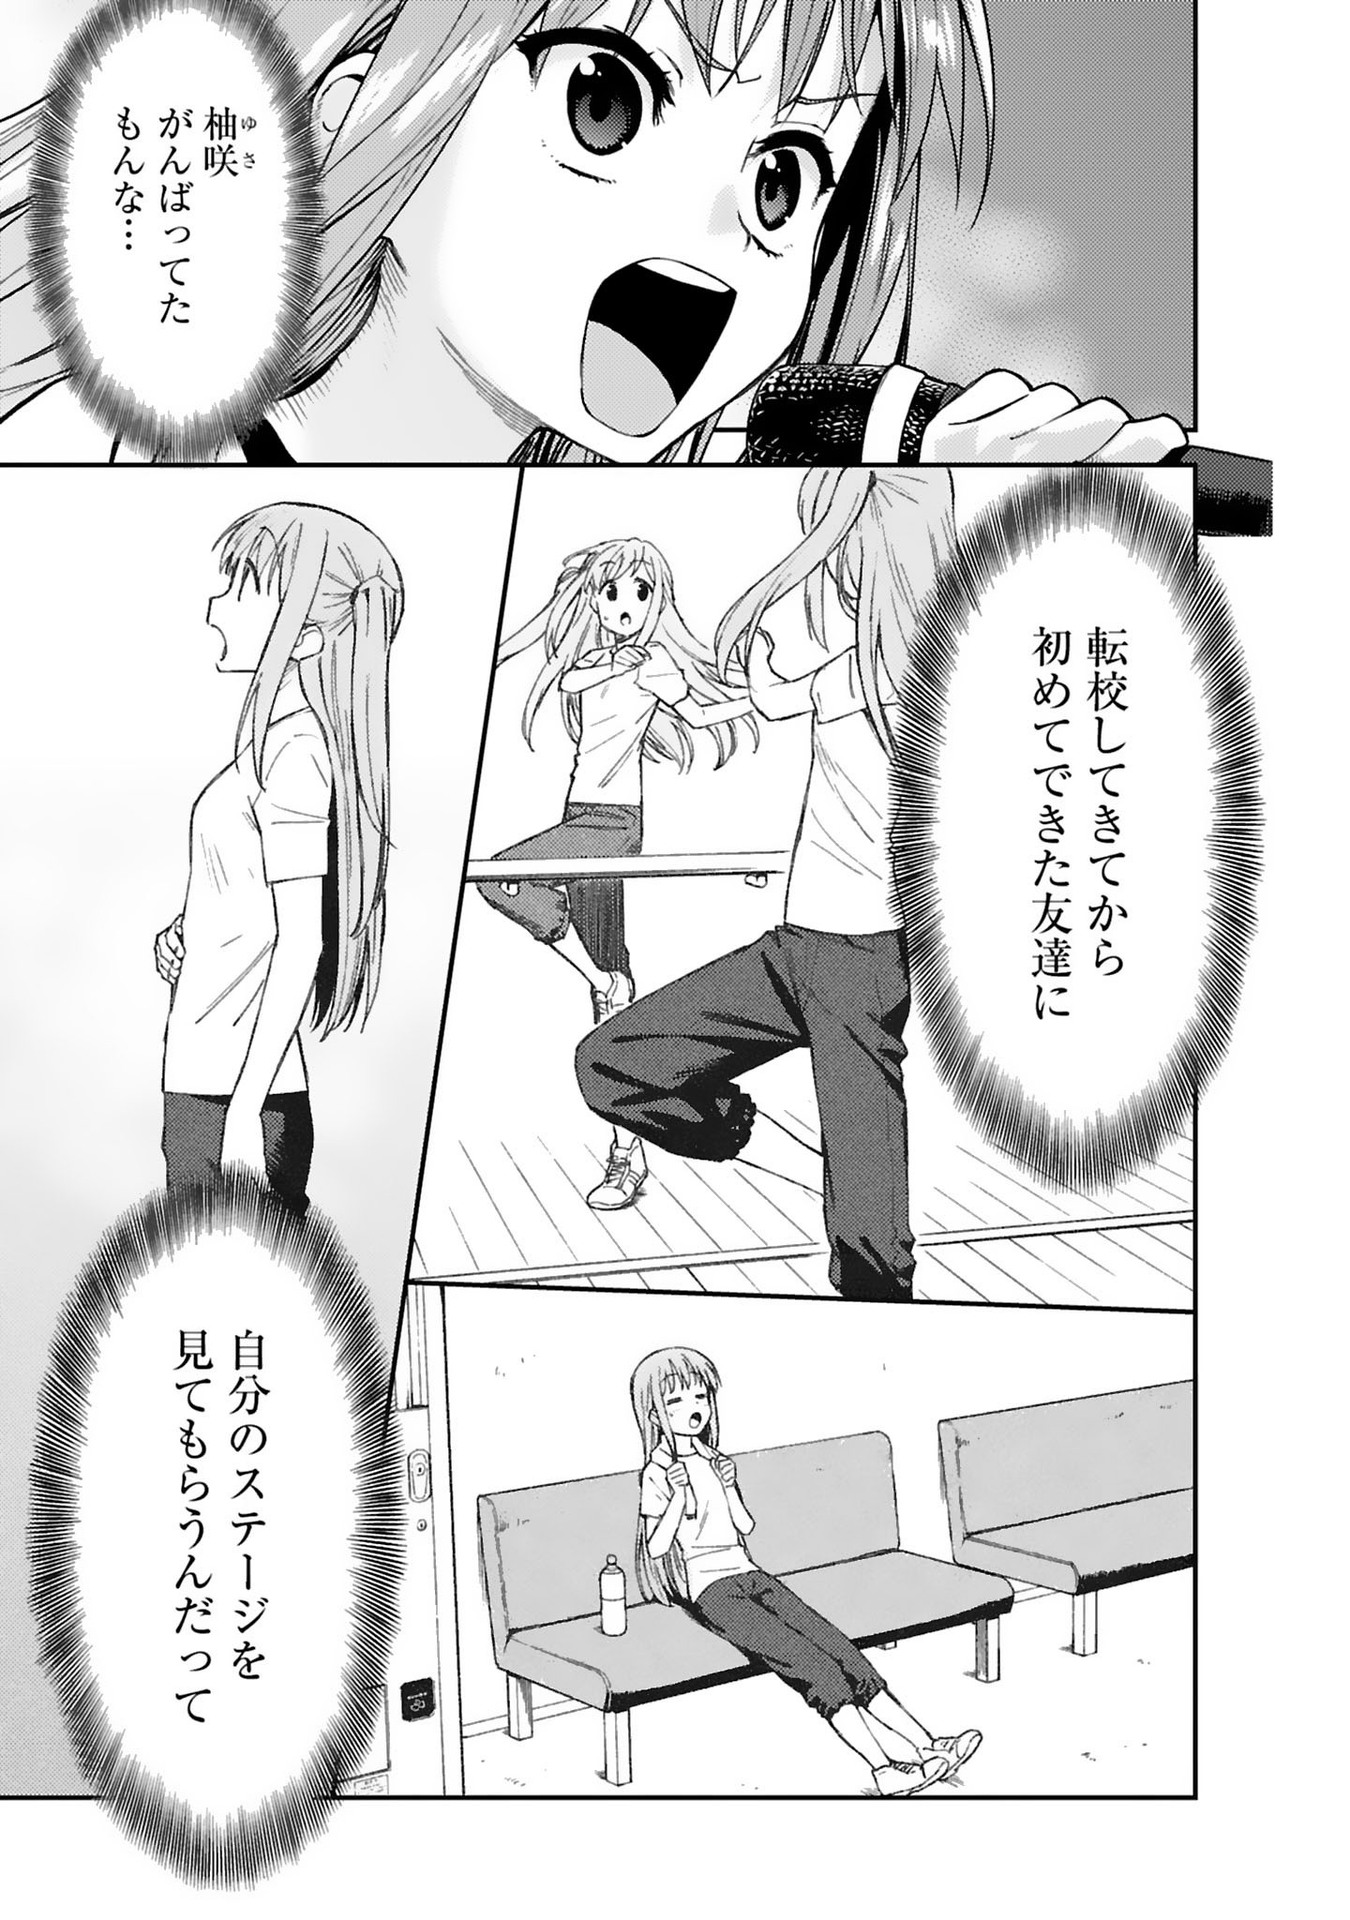 柚咲
がんばってた
もんな…
転校してきてから
初めてできた友達に
自分のステージを
見てもらうんだって